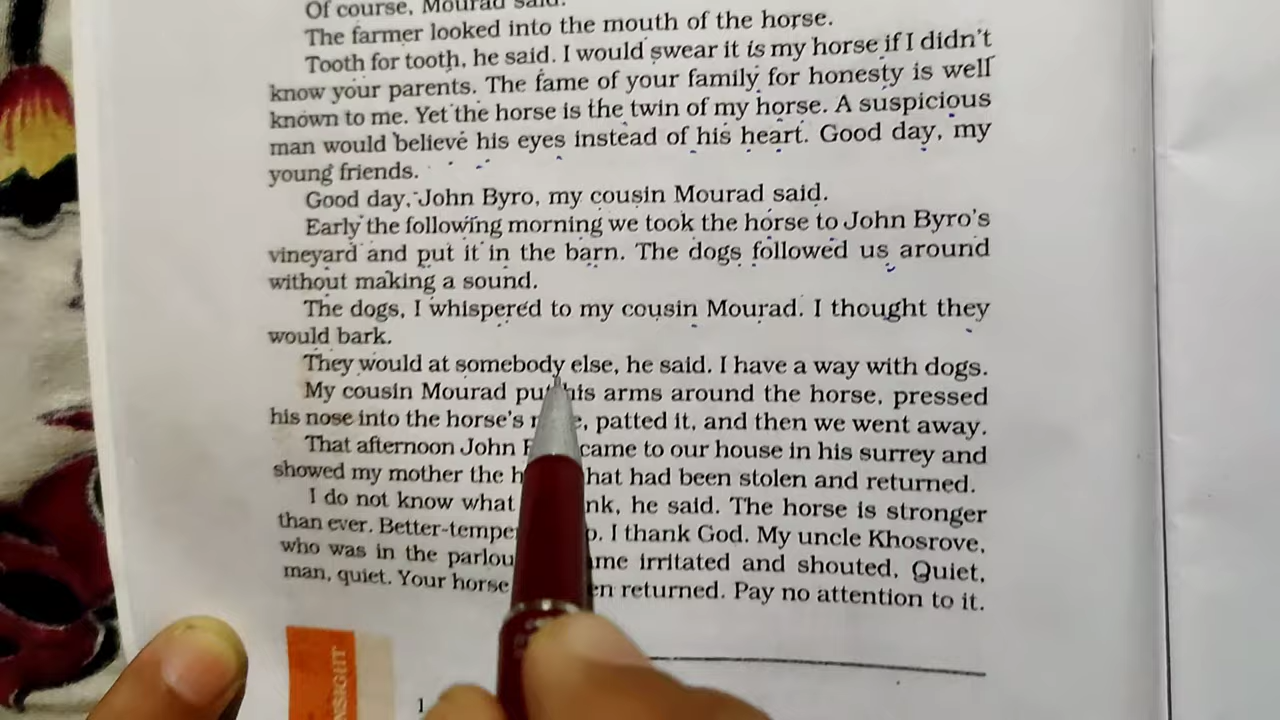 Of course, Mourad said.
The farmer looked into the mouth of the horse.
Tooth for tooth, he said. I would swear it is my horse if I didn't
know your parents. The fame of your family for honesty is well
known to me. Yet the horse is the twin of my horse. A suspicious
man would believe his eyes instead of his heart. Good day, my
young friends.
Good day, John Byro, my cousin Mourad said.
Early the following morning we took the horse to John Byro's
vineyard and put it in the barn. The dogs followed us around
without making a sound.
The dogs, I whispered to my cousin Mourad. I thought they
would bark.
They would at somebody else, he said. I have a way with dogs.
My cousin Mourad put his arms around the horse, pressed
his nose into the horse's , patted it, and then we went away.
That afternoon John came to our house in his surrey and
showed my mother the that had been stolen and returned.
I do not know what , he said. The horse is stronger
than ever. Better- . I thank God. My uncle Khosrove,
who was in the irritated and shouted, Quiet,
man, quiet. Your horse returned. Pay no attention to it.
INSIGHT
1